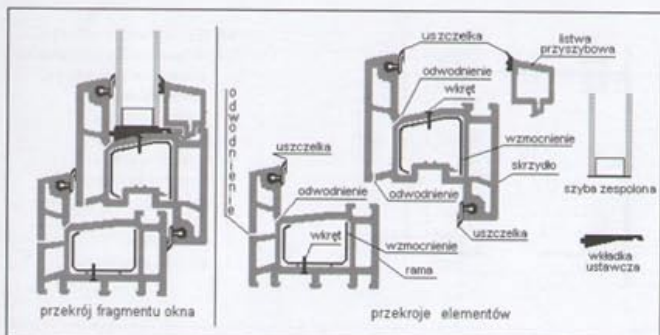 uszczelka
listwa
przyszybowa
odwodnienie
wkręt
odwodnienie
uszczelka
wzmocnienie
skrzydło
szyba zespolona
odwodnienie
odwodnienie
uszczelka
wkręt
wzmocnienie
rama
wkładka
ustawcza
przekrój fragmentu okna
przekroje elementów